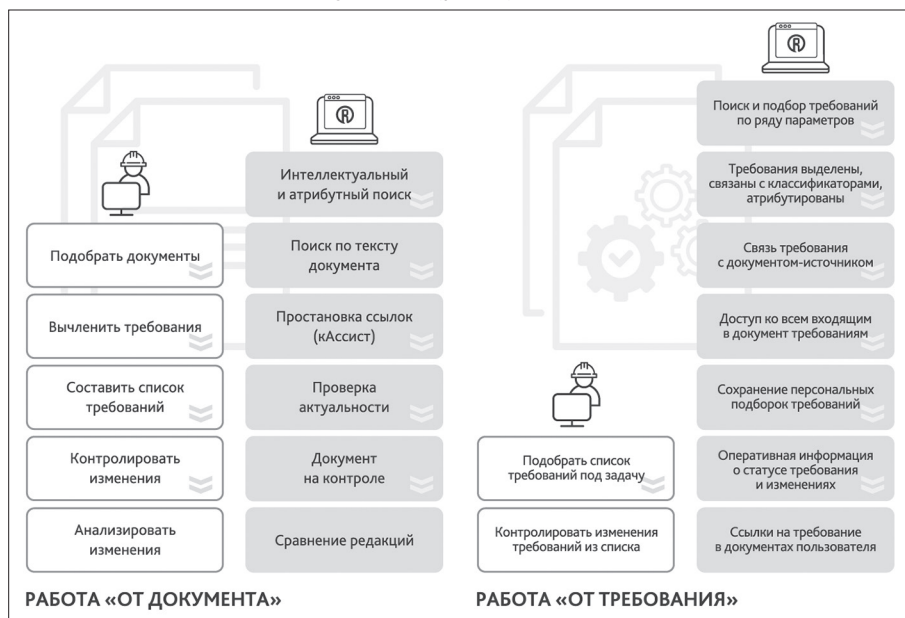 ®
Интеллектуальный
и атрибутный поиск
Подобрать документы
Поиск по тексту
документа
Вычленить требования
Простановка ссылок
(кАссист)
Составить список
требований
Проверка
актуальности
Контролировать
изменения
Документ
на контроле
Анализировать
изменения
Сравнение редакций
РАБОТА «ОТ ДОКУМЕНТА»
®
Поиск и подбор требований
по ряду параметров
Требования выделены,
связаны с классификаторами,
атрибутированы
Связь требования
с документом-источником
Доступ ко всем входящим
в документ требованиям
Сохранение персональных
подборок требований
Подобрать список
требований под задачу
Оперативная информация
о статусе требования
и изменениях
Контролировать изменения
требований из списка
Ссылки на требование
в документах пользователя
РАБОТА «ОТ ТРЕБОВАНИЯ»